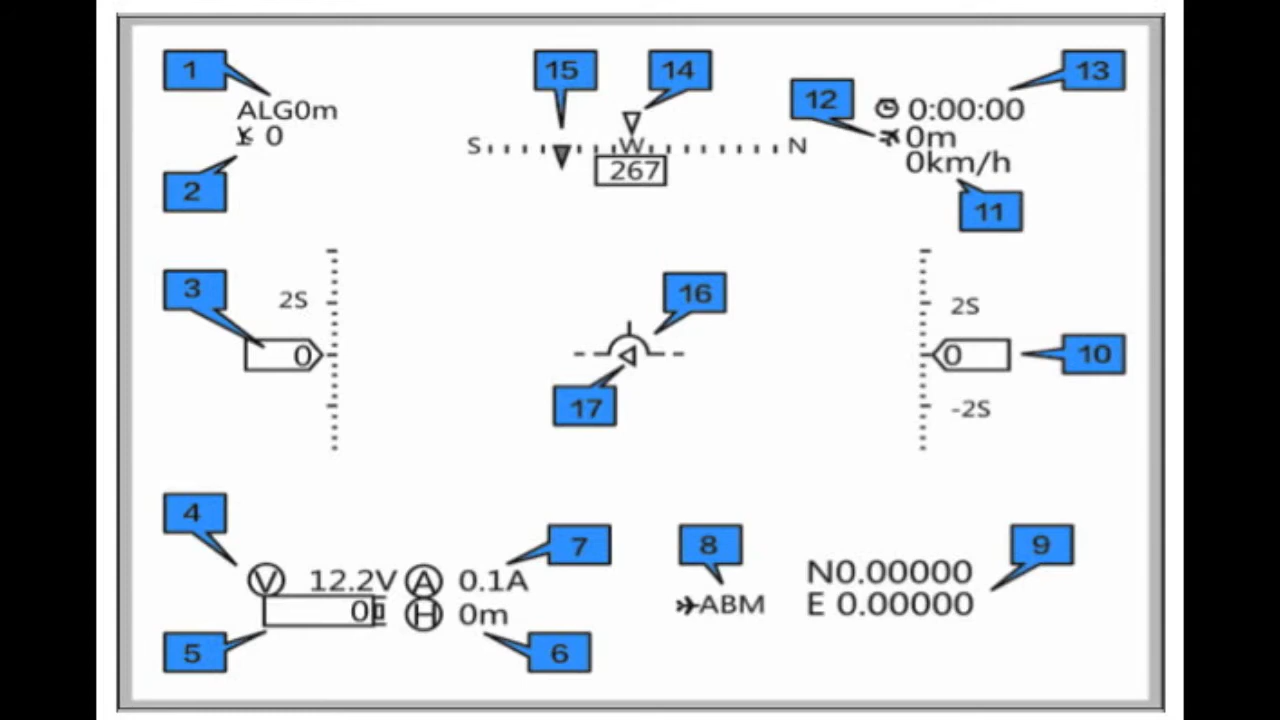 1
15
14
12
13
ALG0m
0:00:00
0
0m
S W N
267
0km/h
2
11
3
2S
16
2S
0
0
10
17
-2S
4
7
8
9
12.2V A 0.1A
V
N0.00000
0
H 0m
ABM
E 0.00000
5
6